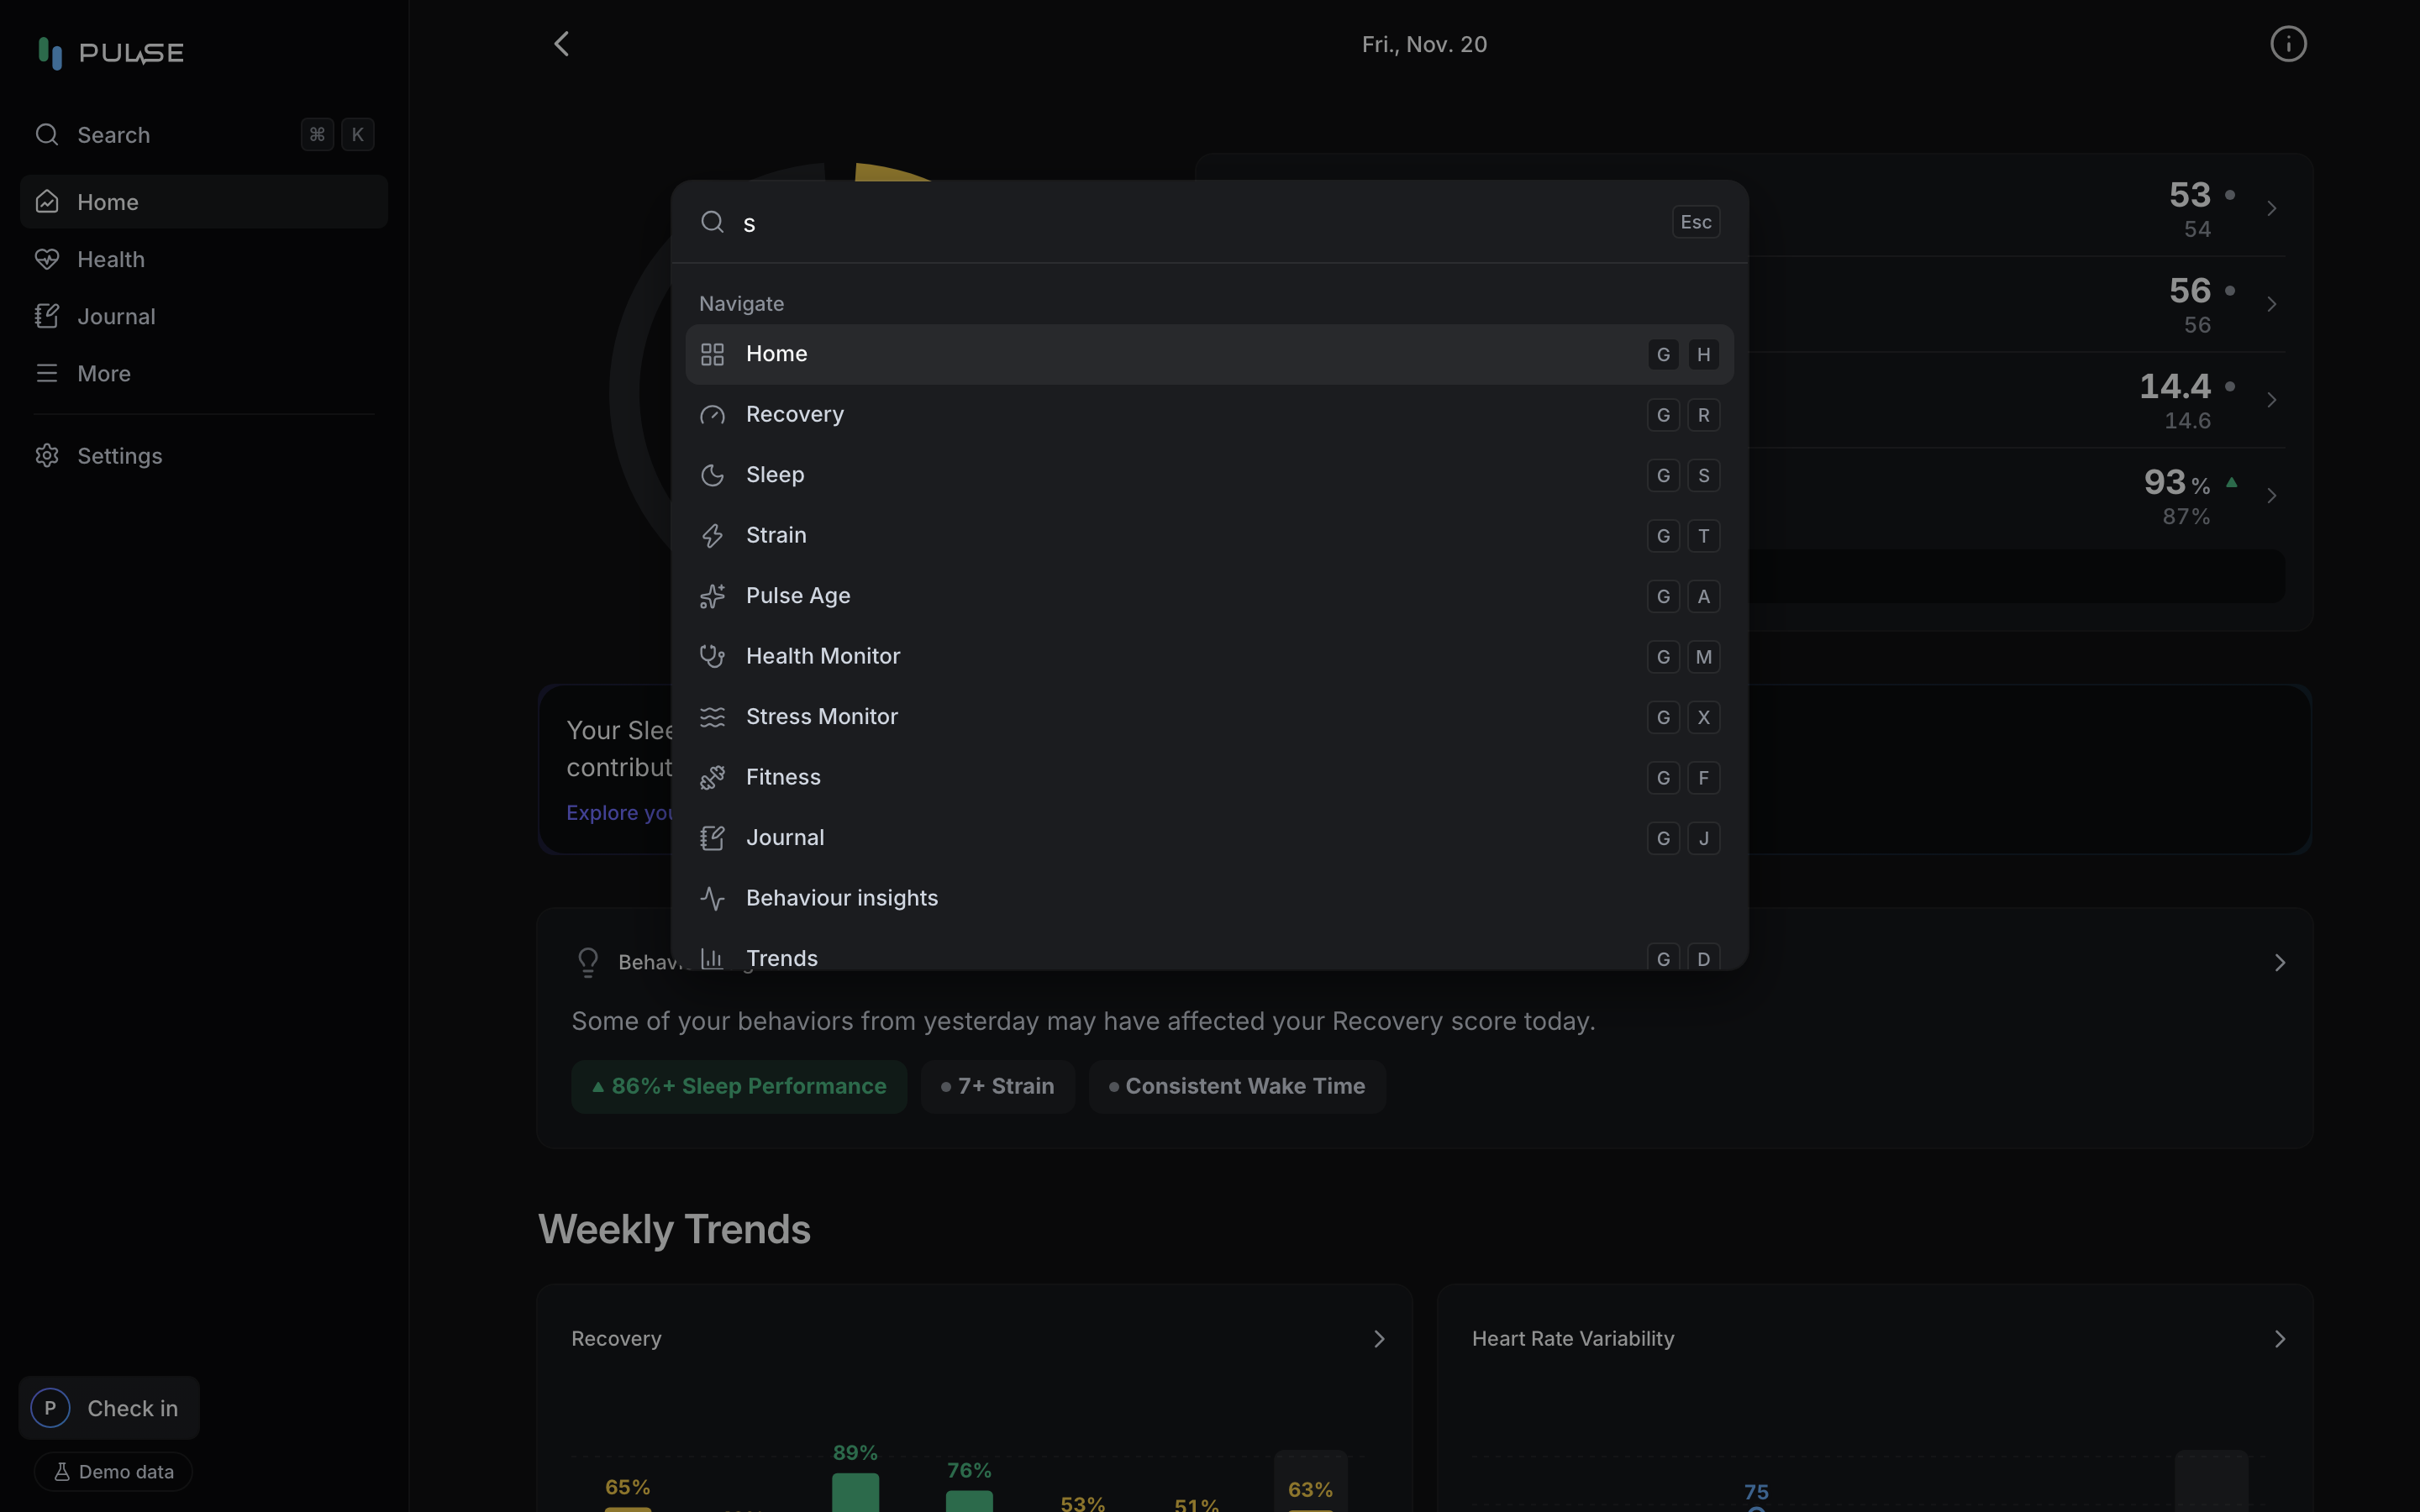 PULSE
Search ⌘ K
Home
Health
Journal
More
Settings
Check in
P
Demo data
Fri., Nov. 20
53
54
56
56
14.4
14.6
93 %
87%
s
Esc
Navigate
Home G H
Recovery G R
Sleep G S
Strain G T
Pulse Age G A
Health Monitor G M
Stress Monitor G X
Fitness G F
Journal G J
Behaviour insights
Trends G D
Your Slee
contribut
Explore you
Some of your behaviors from yesterday may have affected your Recovery score today.
86%+ Sleep Performance
7+ Strain
Consistent Wake Time
Weekly Trends
Recovery
65%
89%
76%
53%
51%
63%
Heart Rate Variability
75